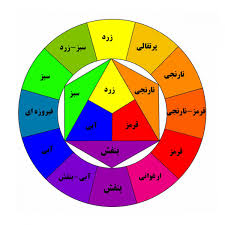 زرد
پرتقالی
نارنجی
قرمز-نارنجی
قرمز
ارغوانی
بنفش
آبی-بنفش
آبی
فیروزه ای
سبز
سبز-زرد
زرد
نارنجی
قرمز
بنفش
آبی
سبز